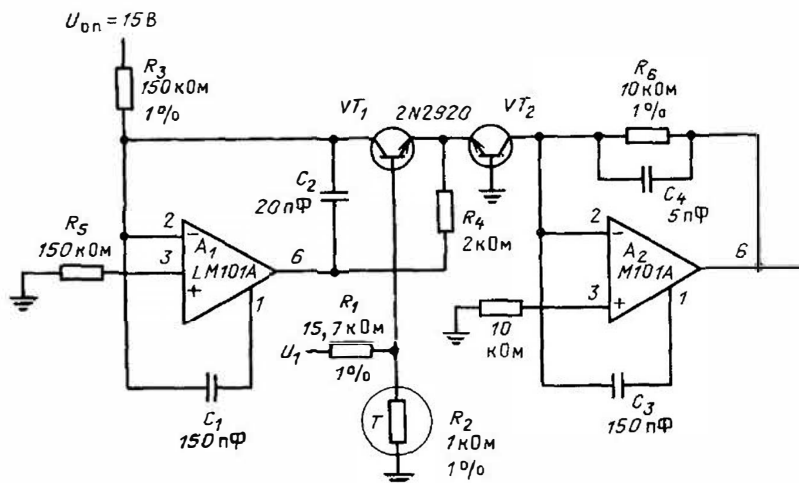 Uоп = 15 В
R3
150 кОм
1%
VT1
2N2920
VT2
R6
10 кОм
1%
C4
5 пФ
C2
20 пФ
R4
2 кОм
R5
150 кОм
2
−
3
+
A1
LM101A
6
1
2
−
3
+
A2
M101A
6
1
R1
15,7 кОм
1%
U1
10
кОм
C1
150 пФ
T
R2
1 кОм
1%
C3
150 пФ